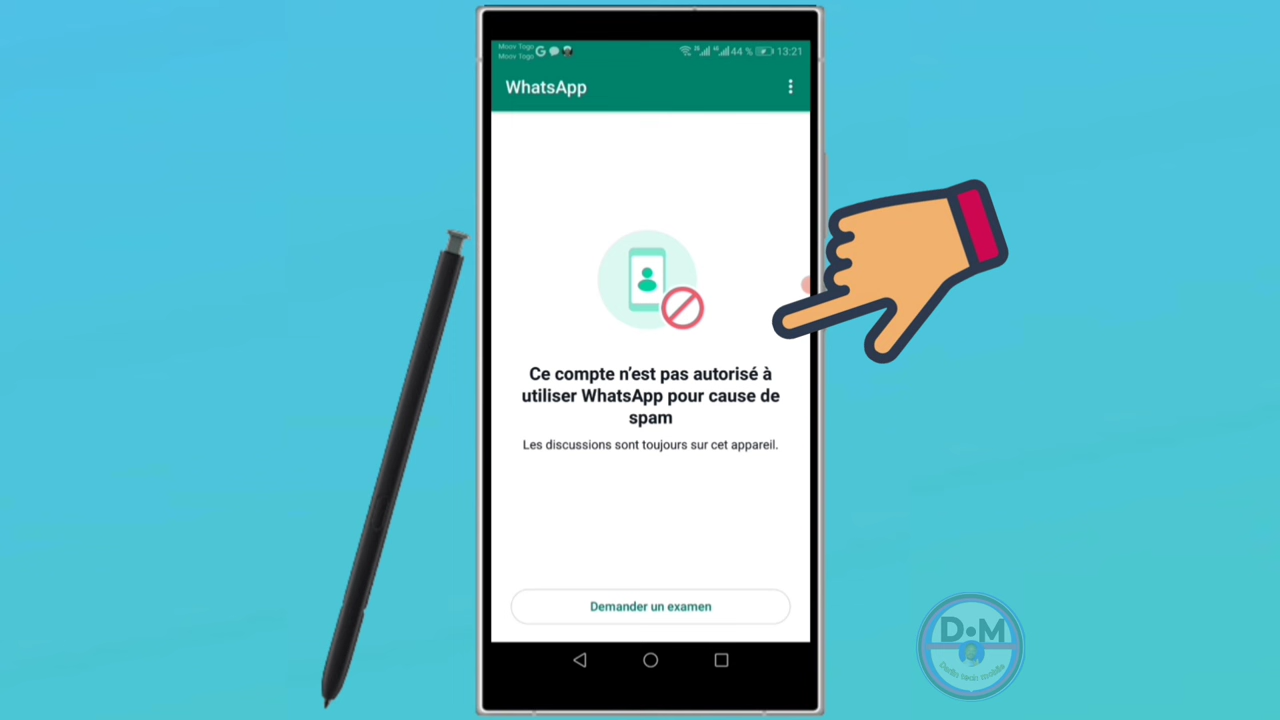 Moov Togo
Moov Togo
44 %
13:21
WhatsApp
Ce compte n’est pas autorisé à
utiliser WhatsApp pour cause de
spam
Les discussions sont toujours sur cet appareil.
Demander un examen
D•M